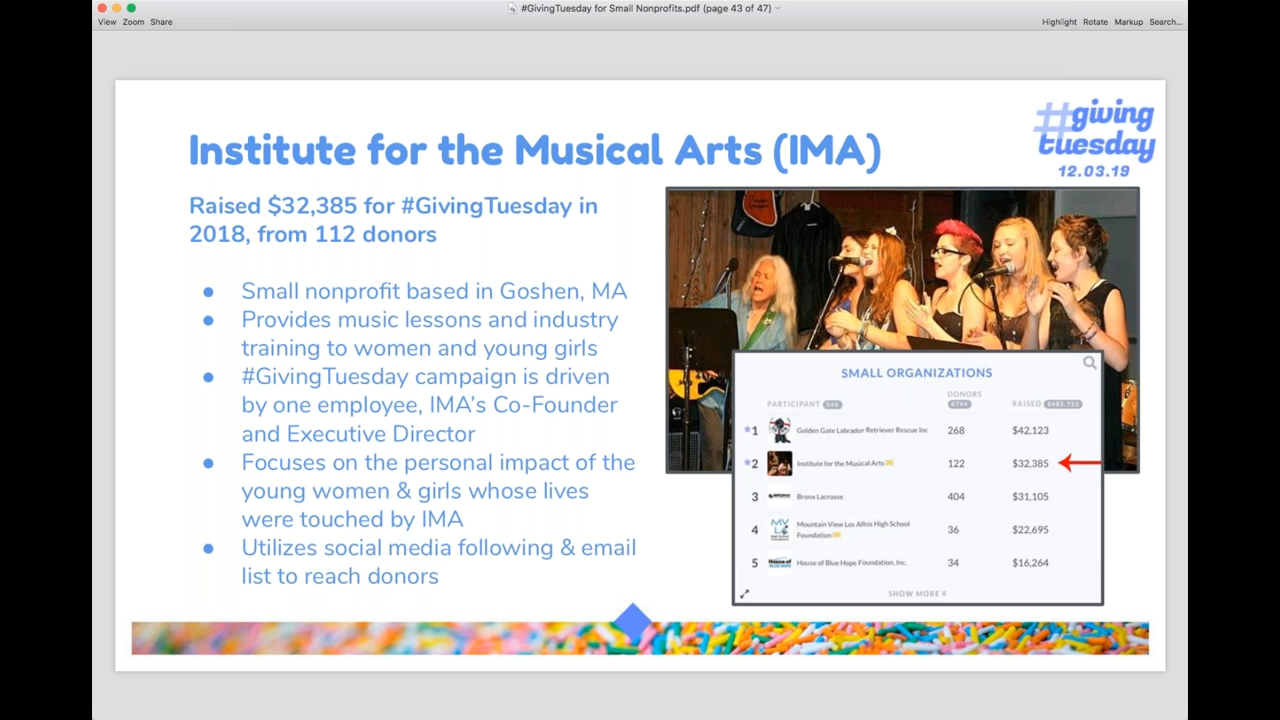 #GivingTuesday for Small Nonprofits.pdf (page 43 of 47)
View Zoom Share
Highlight Rotate Markup Search...
#giving
tuesday
12.03.19
Institute for the Musical Arts (IMA)
Raised $32,385 for #GivingTuesday in
2018, from 112 donors
● Small nonprofit based in Goshen, MA
● Provides music lessons and industry
training to women and young girls
● #GivingTuesday campaign is driven
by one employee, IMA's Co-Founder
and Executive Director
● Focuses on the personal impact of the
young women & girls whose lives
were touched by IMA
● Utilizes social media following & email
list to reach donors
SMALL ORGANIZATIONS
PARTICIPANT 548 DONORS 4794 RAISED $485,722
1 Golden Gate Labrador Retriever Rescue Inc 268 $42,123
2 Institute for the Musical Arts 122 $32,385
3 Bronx Lacrosse 404 $31,105
4 Mountain View Los Altos High School
Foundation 36 $22,695
5 House of Blue Hope Foundation, Inc. 34 $16,264
SHOW MORE